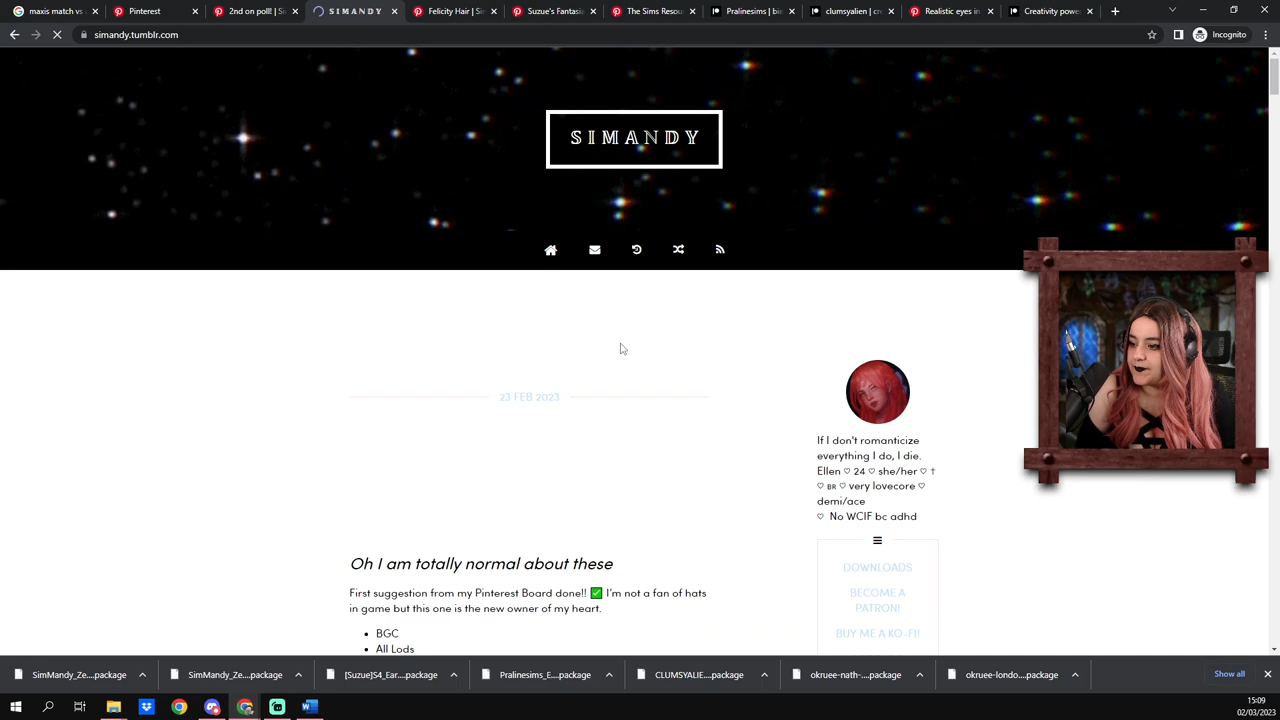 maxis match vs
Pinterest
2nd on poll! | Si
SIMANDY
Felicity Hair | Sim
Suzue's Fantasia
The Sims Resou
Pralinesims | bi
clumsyalien | cr
Realistic eyes in
Creativity power
simandy.tumblr.com
Incognito
SIMANDY
23 FEB 2023
If I don't romanticize
everything I do, I die.
Ellen ♡ 24 ♡ she/her ♡ †
♡ BR ♡ very lovecore ♡
demi/ace
♡ No WCIF bc adhd
DOWNLOADS
BECOME A
PATRON!
BUY ME A KO-FI!
Oh I am totally normal about these
First suggestion from my Pinterest Board done!! ✅ I'm not a fan of hats
in game but this one is the new owner of my heart.
• BGC
• All Lods
SimMandy_Ze....package
SimMandy_Ze....package
[Suzue]S4_Ear....package
Pralinesims_E....package
CLUMSYALIE....package
okruee-nath-....package
okruee-londo....package
Show all
15:09
02/03/2023